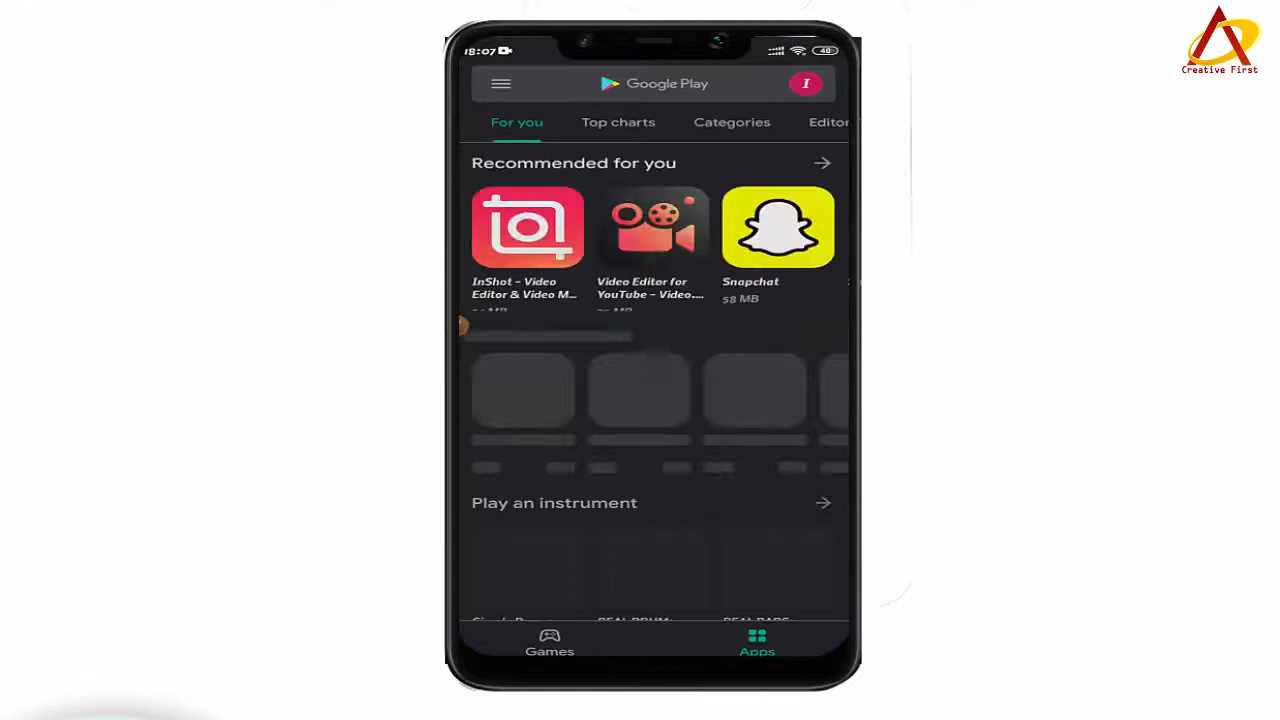 Creative First
18:07
40
Google Play
I
For you Top charts Categories Editor
Recommended for you
InShot - Video
Editor & Video M...
Video Editor for
YouTube - Video....
Snapchat
58 MB
Play an instrument
Games
Apps